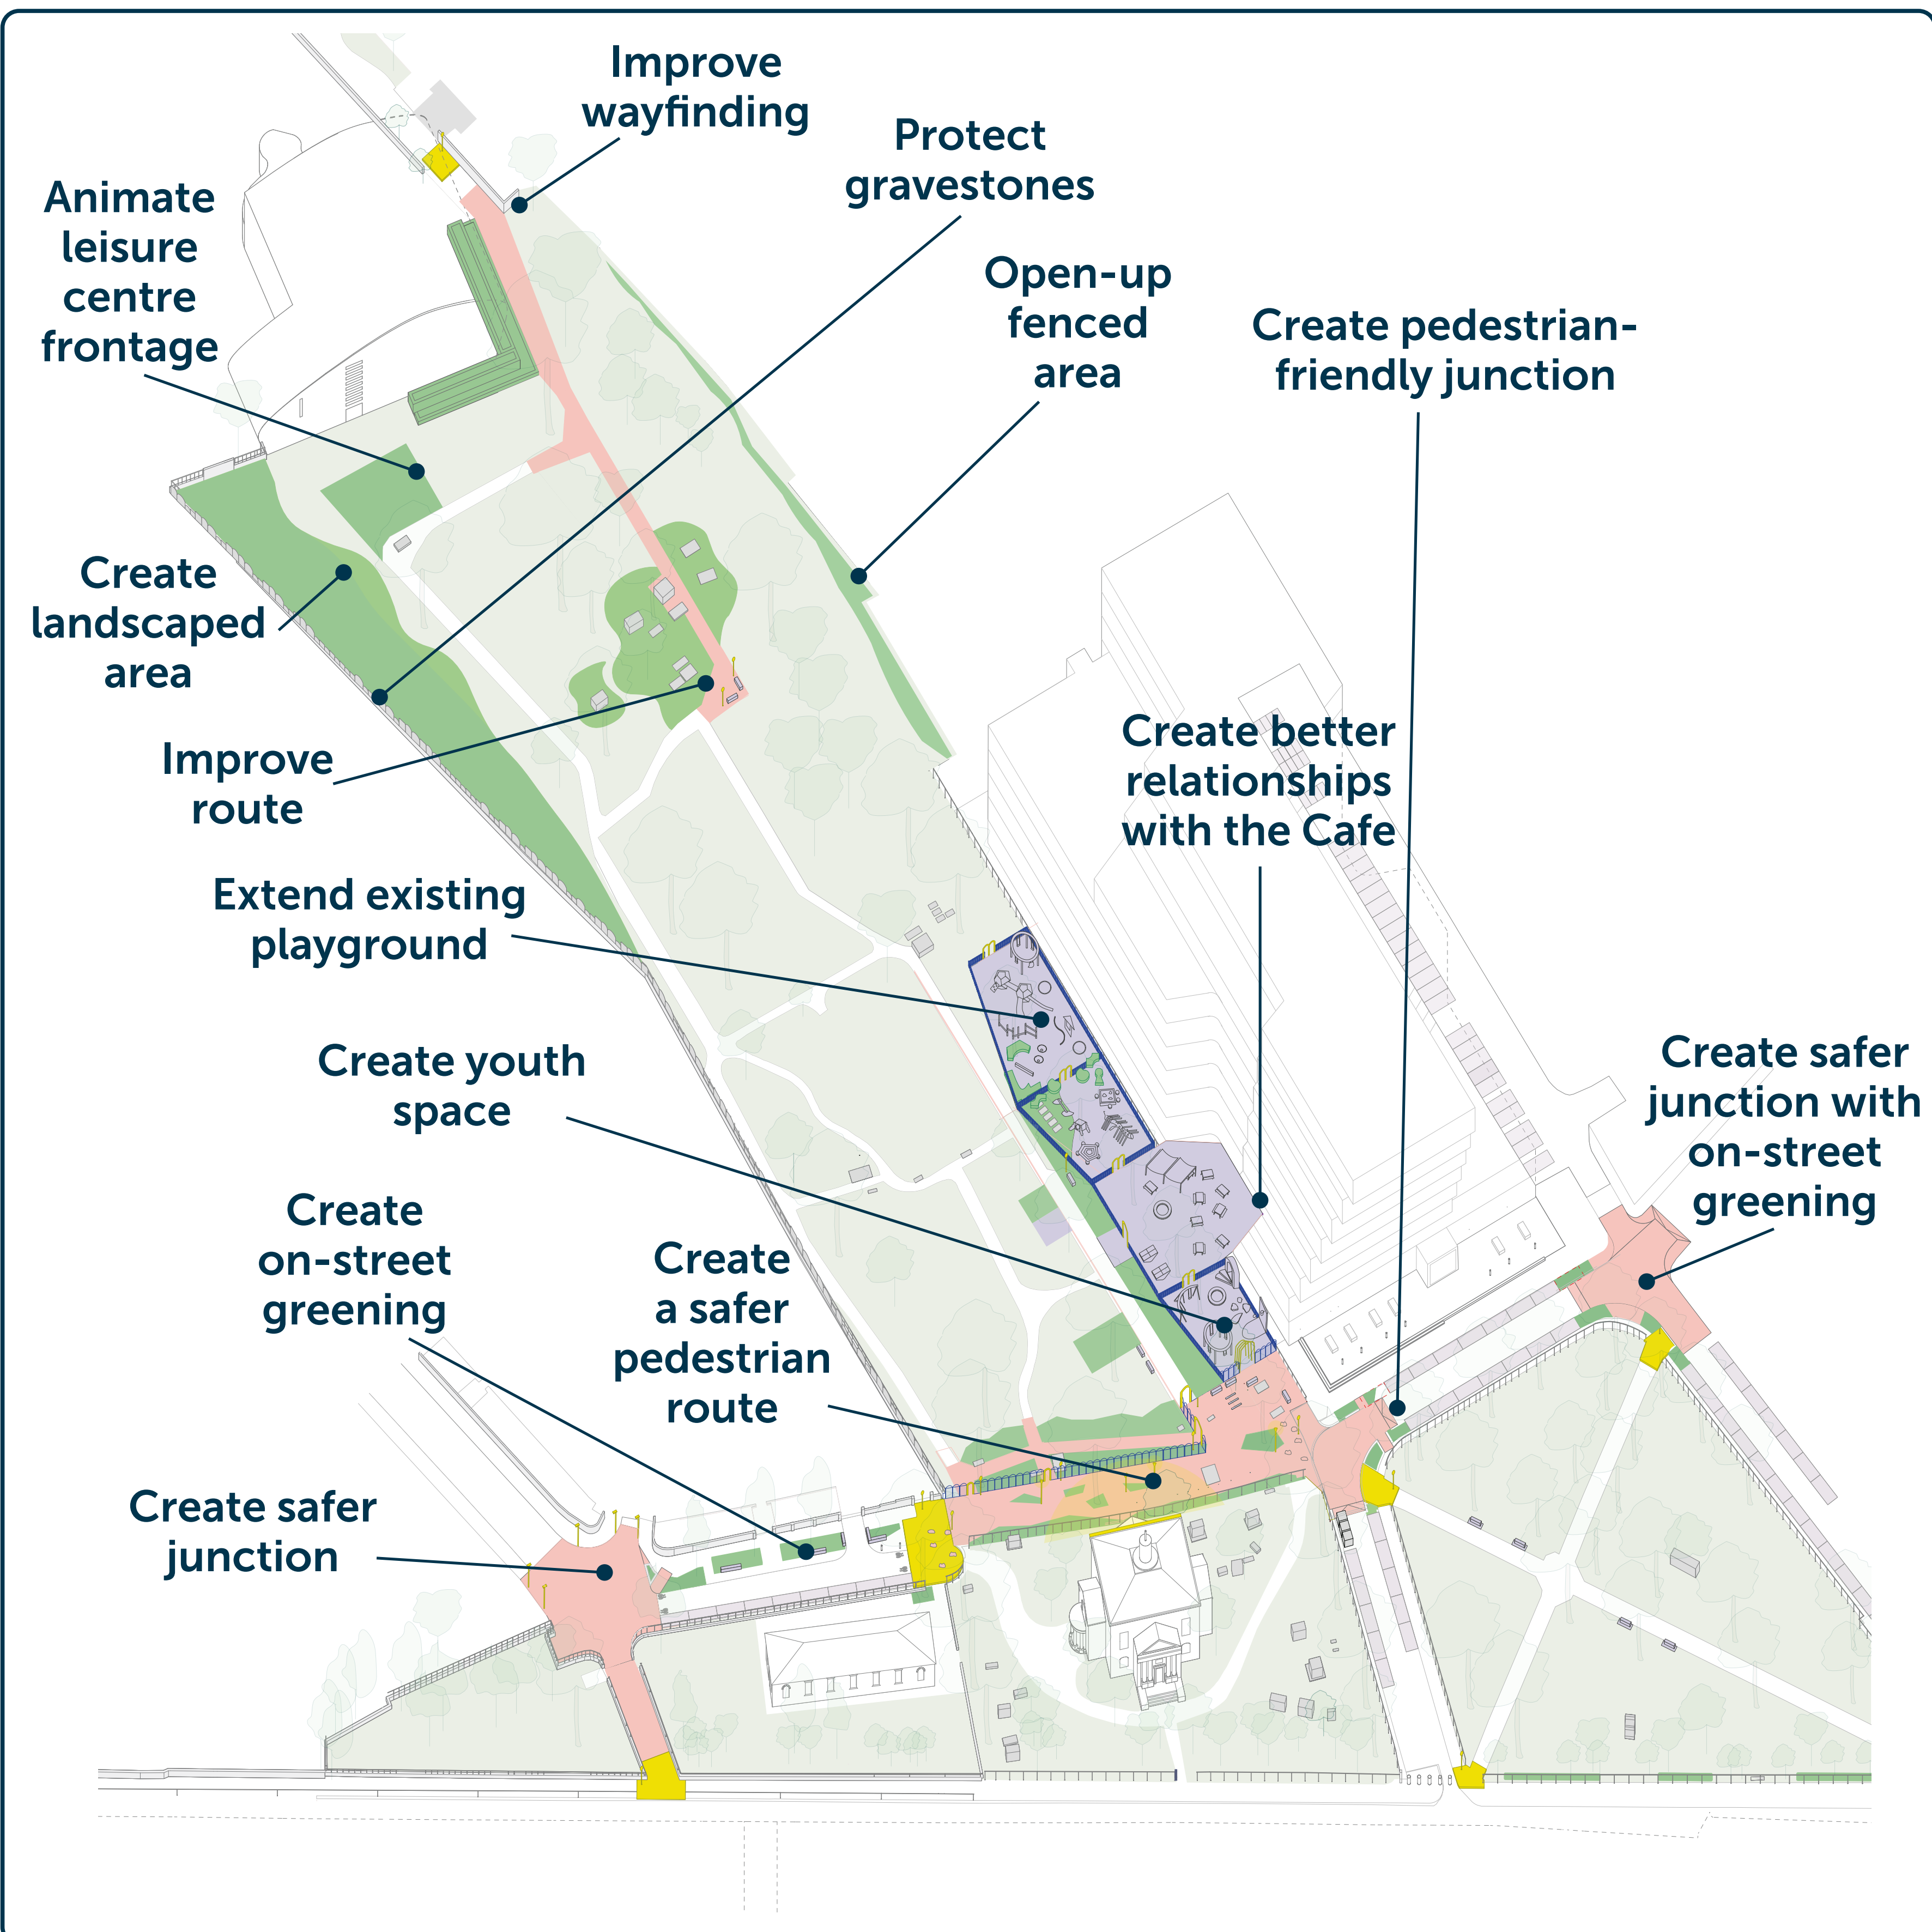 Improve
wayfinding
Protect
gravestones
Animate
leisure
centre
frontage
Open-up
fenced
area
Create pedestrian-
friendly junction
Create
landscaped
area
Improve
route
Create better
relationships
with the Cafe
Extend existing
playground
Create youth
space
Create safer
junction with
on-street
greening
Create
on-street
greening
Create
a safer
pedestrian
route
Create safer
junction